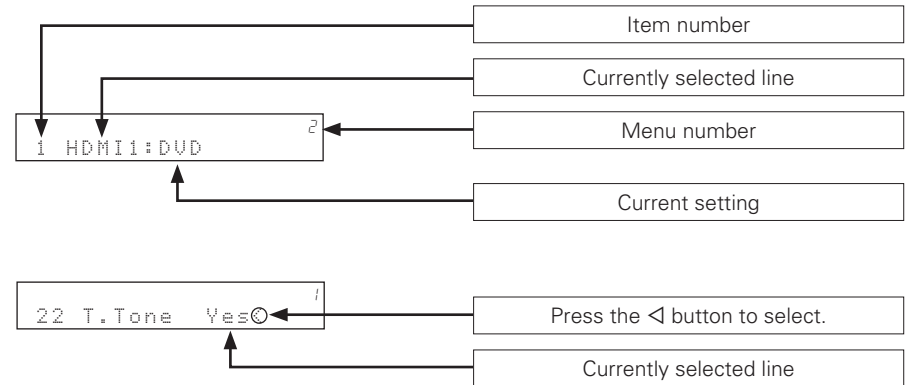 Item number
Currently selected line
2
Menu number
1 HDMI1:DVD
Current setting
1
22 T.Tone Yes
Press the ◁ button to select.
Currently selected line